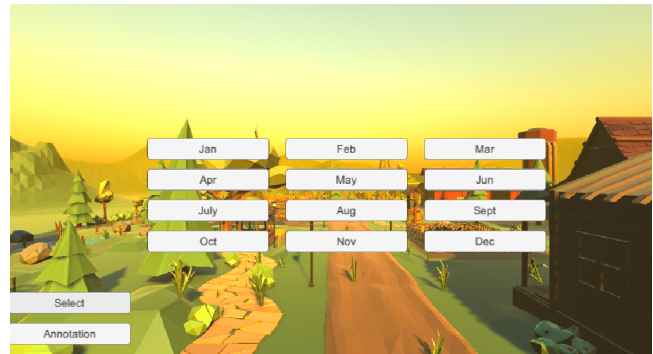 Jan Feb Mar
Apr May Jun
July Aug Sept
Oct Nov Dec
Select
Annotation